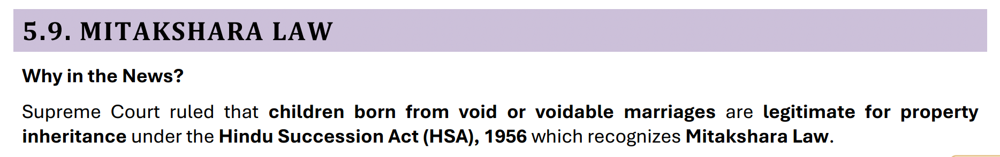 5.9. MITAKSHARA LAW
Why in the News?
Supreme Court ruled that children born from void or voidable marriages are legitimate for property
inheritance under the Hindu Succession Act (HSA), 1956 which recognizes Mitakshara Law.